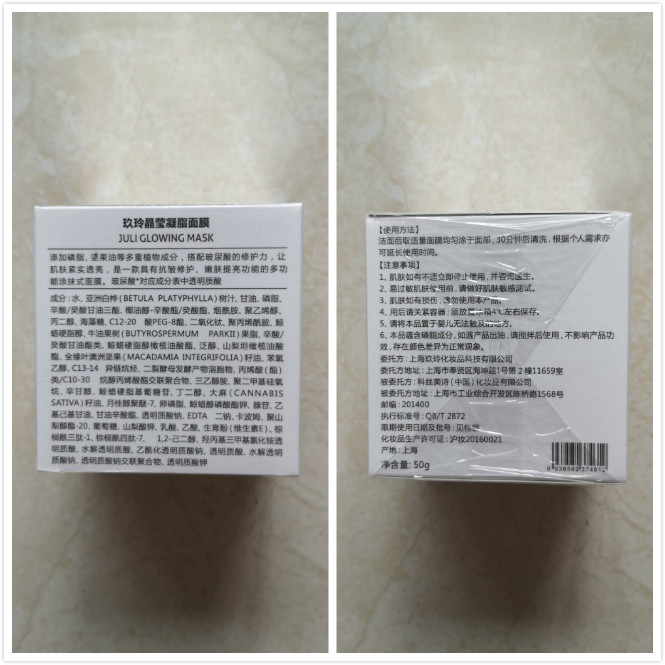 玖玲晶莹凝脂面膜
JULI GLOWING MASK
添加磷脂、坚果油等多重植物成分，搭配玻尿酸的修护力，让
肌肤紧实透亮，是一款具有抗皱修护、嫩肤提亮功能的多功
能涂抹式面膜。玻尿酸*对应成分表中透明质酸
成分：水、亚洲白桦（BETULA PLATYPHYLLA）树汁、甘油、磷脂、
辛酸/癸酸甘油三酯、椰油醇-辛酸酯/癸酸酯、烟酰胺、聚乙烯醇、
丙二醇、海藻糖、C12-20 酸PEG-8酯、二氧化钛、聚丙烯酰胺、鲸
蜡硬脂醇、牛油果树（BUTYROSPERMUM PARKII）果脂、辛酸/
癸酸甘油酯类、鲸蜡硬脂醇橄榄油酸酯、泛醇、山梨坦橄榄油酸
酯、全缘叶澳洲坚果（MACADAMIA INTEGRIFOLIA）籽油、苯氧
乙醇、C13-14 异链烷烃、二裂酵母发酵产物溶胞物、丙烯酸（酯）
类/C10-30 烷醇丙烯酸酯交联聚合物、三乙醇胺、聚二甲基硅氧
烷、辛甘醇、鲸蜡硬脂基葡糖苷、丁二醇、大麻（CANNABIS
SATIVA）籽油、月桂醇聚醚-7、卵磷脂、鲸蜡醇磷酸酯钾、腺苷、乙
基己基甘油、甘油辛酸酯、透明质酸钠、EDTA 二钠、卡波姆、聚山
梨醇酯-20、葡萄糖、山梨酸钾、乳酸、乙酸、生育酚（维生素E）、棕
榈酰三肽-1、棕榈酰四肽-7、 1,2-己二醇、羟丙基三甲基氯化铵透
明质酸、水解透明质酸、乙酰化透明质酸钠、透明质酸、水解透明
质酸钠、透明质酸钠交联聚合物、透明质酸钾
【使用方法】
洁面后取适量面膜均匀涂于面部，30分钟后清洗，根据个人需求亦
可延长使用时间。
【注意事项】
1、肌肤如有不适立即停止使用，并咨询医生。
2、易过敏肌肤使用前，请做好肌肤敏感测试。
3、肌肤如有损伤，请勿使用本产品。
4、用后请关紧容器；须放置冰箱4℃左右保存。
5、请将本品置于婴儿无法触及的地方。
6、本品蕴含磷脂成分，如遇产品出油，请搅拌后使用，不影响产品功
效，存在颜色差异为正常现象。
委托方：上海玖玲化妆品科技有限公司
委托方地址：上海市奉贤区海湛路1号第2幢11659室
被委托方：科丝美诗（中国）化妆品有限公司
被委托方地址：上海市工业综合开发区陈桥路1568号
邮编：201400
执行标准号：QB/T 2872
限期使用日期及批号：见包装
化妆品生产许可证：沪妆20160021
产地：上海
净含量：50g